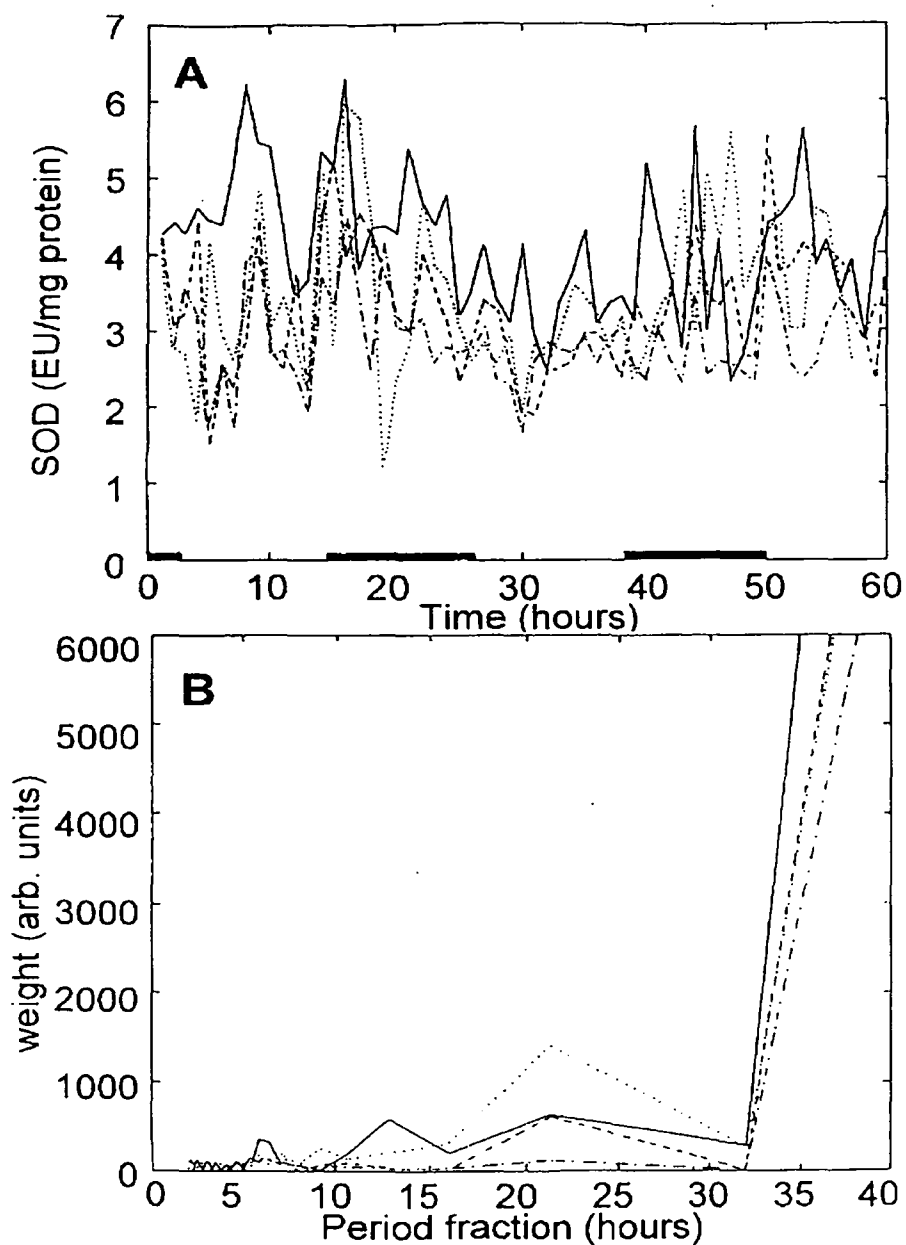 A
SOD (EU/mg protein)
7
6
5
4
3
2
1
0
0 10 20 30 40 50 60
Time (hours)
B
weight (arb. units)
6000
5000
4000
3000
2000
1000
0
0 5 10 15 20 25 30 35 40
Period fraction (hours)